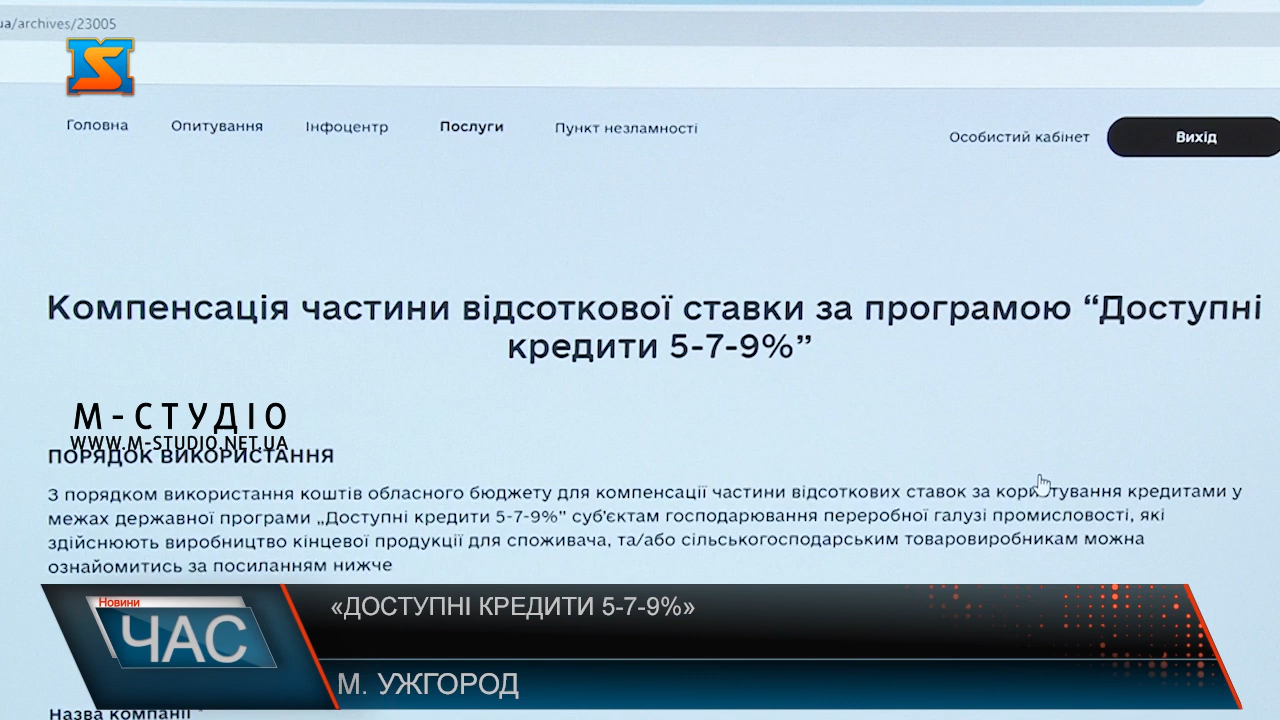 ua/archives/23005
Головна Опитування Інфоцентр Послуги Пункт незламності
Особистий кабінет Вихід
Компенсація частини відсоткової ставки за програмою “Доступні
кредити 5-7-9%”
М-СТУДІО
WWW.M-STUDIO.NET.UA
ПОРЯДОК ВИКОРИСТАННЯ
З порядком використання коштів обласного бюджету для компенсації частини відсоткових ставок за користування кредитами у
межах державної програми „Доступні кредити 5-7-9%” суб’єктам господарювання переробної галузі промисловості, які
здійснюють виробництво кінцевої продукції для споживача, та/або сільськогосподарським товаровиробникам можна
ознайомитись за посиланням нижче
Новини
ЧАС
«ДОСТУПНІ КРЕДИТИ 5-7-9%»
М. УЖГОРОД
Назва компанії *